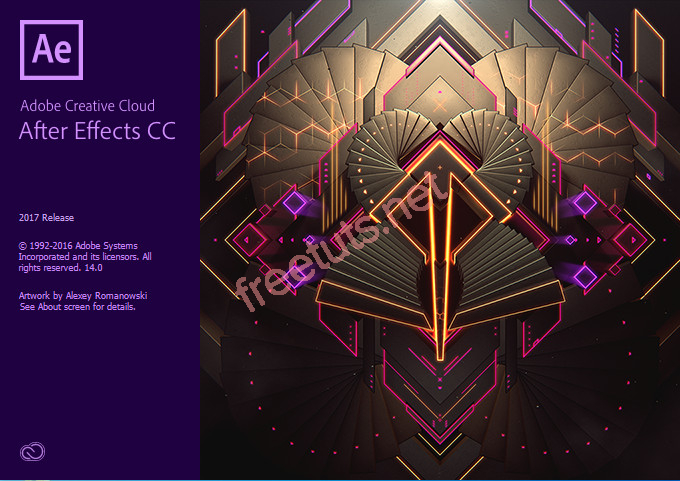 Ae
Adobe Creative Cloud
After Effects CC
2017 Release
© 1992-2016 Adobe Systems
Incorporated and its licensors. All
rights reserved. 14.0
Artwork by Alexey Romanowski
See About screen for details.
freetuts.net